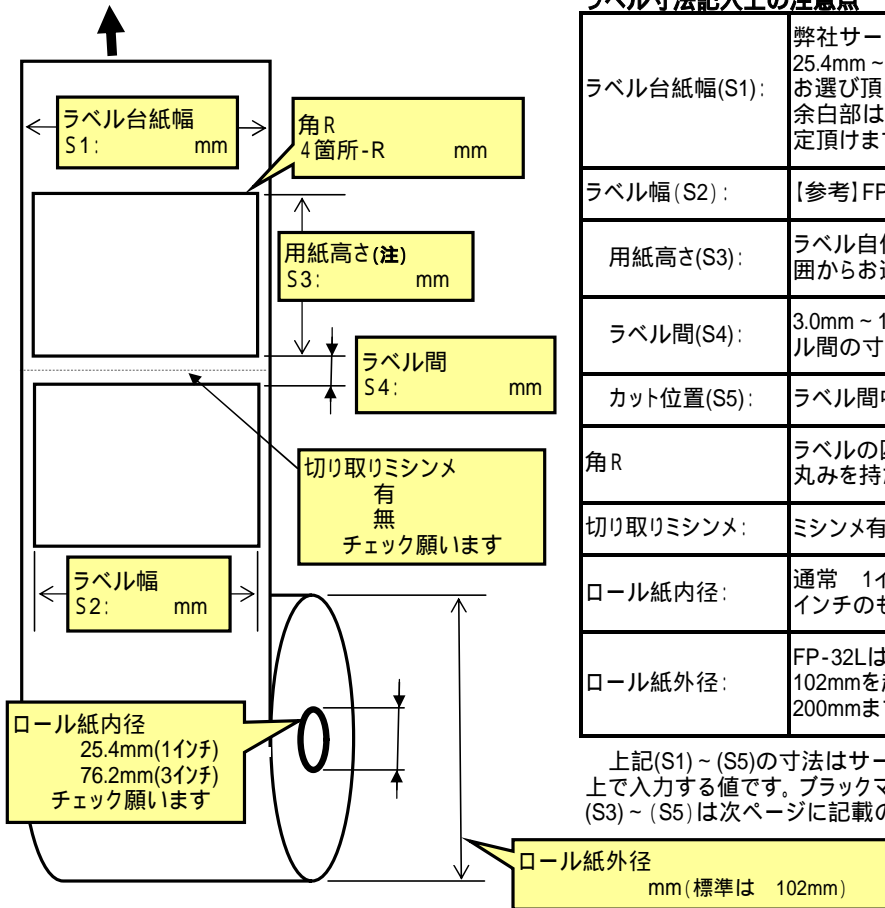 ラベル台紙幅
S1: mm
角R
4箇所-R mm
用紙高さ(注)
S3: mm
ラベル間
S4: mm
切り取りミシンメ
有
無
チェック願います
ラベル幅
S2: mm
ロール紙内径
25.4mm(1インチ)
76.2mm(3インチ)
チェック願います
ロール紙外径
mm(標準は 102mm)
ラベル寸法記入上の注意点
ラベル台紙幅(S1):
弊社サー
25.4mm~
お選び頂
余白部は
定頂けま
ラベル幅(S2):
【参考】FP
用紙高さ(S3):
ラベル自
囲からお
ラベル間(S4):
3.0mm~1
ル間の寸
カット位置(S5):
ラベル間
角R
ラベルの
丸みを持
切り取りミシンメ:
ミシンメ有
ロール紙内径:
通常 1イ
インチのも
ロール紙外径:
FP-32Lは
102mmを
200mmま
上記(S1)~(S5)の寸法はサー
上で入力する値です。ブラックマ
(S3)~(S5)は次ページに記載の